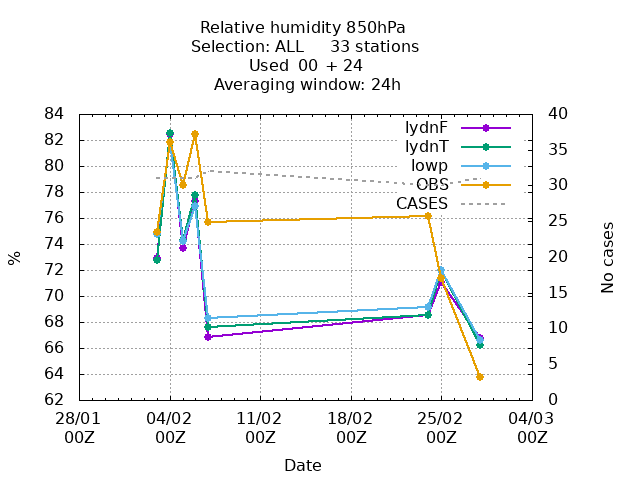 Relative humidity 850hPa
Selection: ALL 33 stations
Used 00 + 24
Averaging window: 24h
84
82
80
78
76
74
72
70
68
66
64
62
%
40
35
30
25
20
15
10
5
0
No cases
lydnF
lydnT
lowp
OBS
CASES
28/01 04/02 11/02 18/02 25/02 04/03
00Z 00Z 00Z 00Z 00Z 00Z
Date